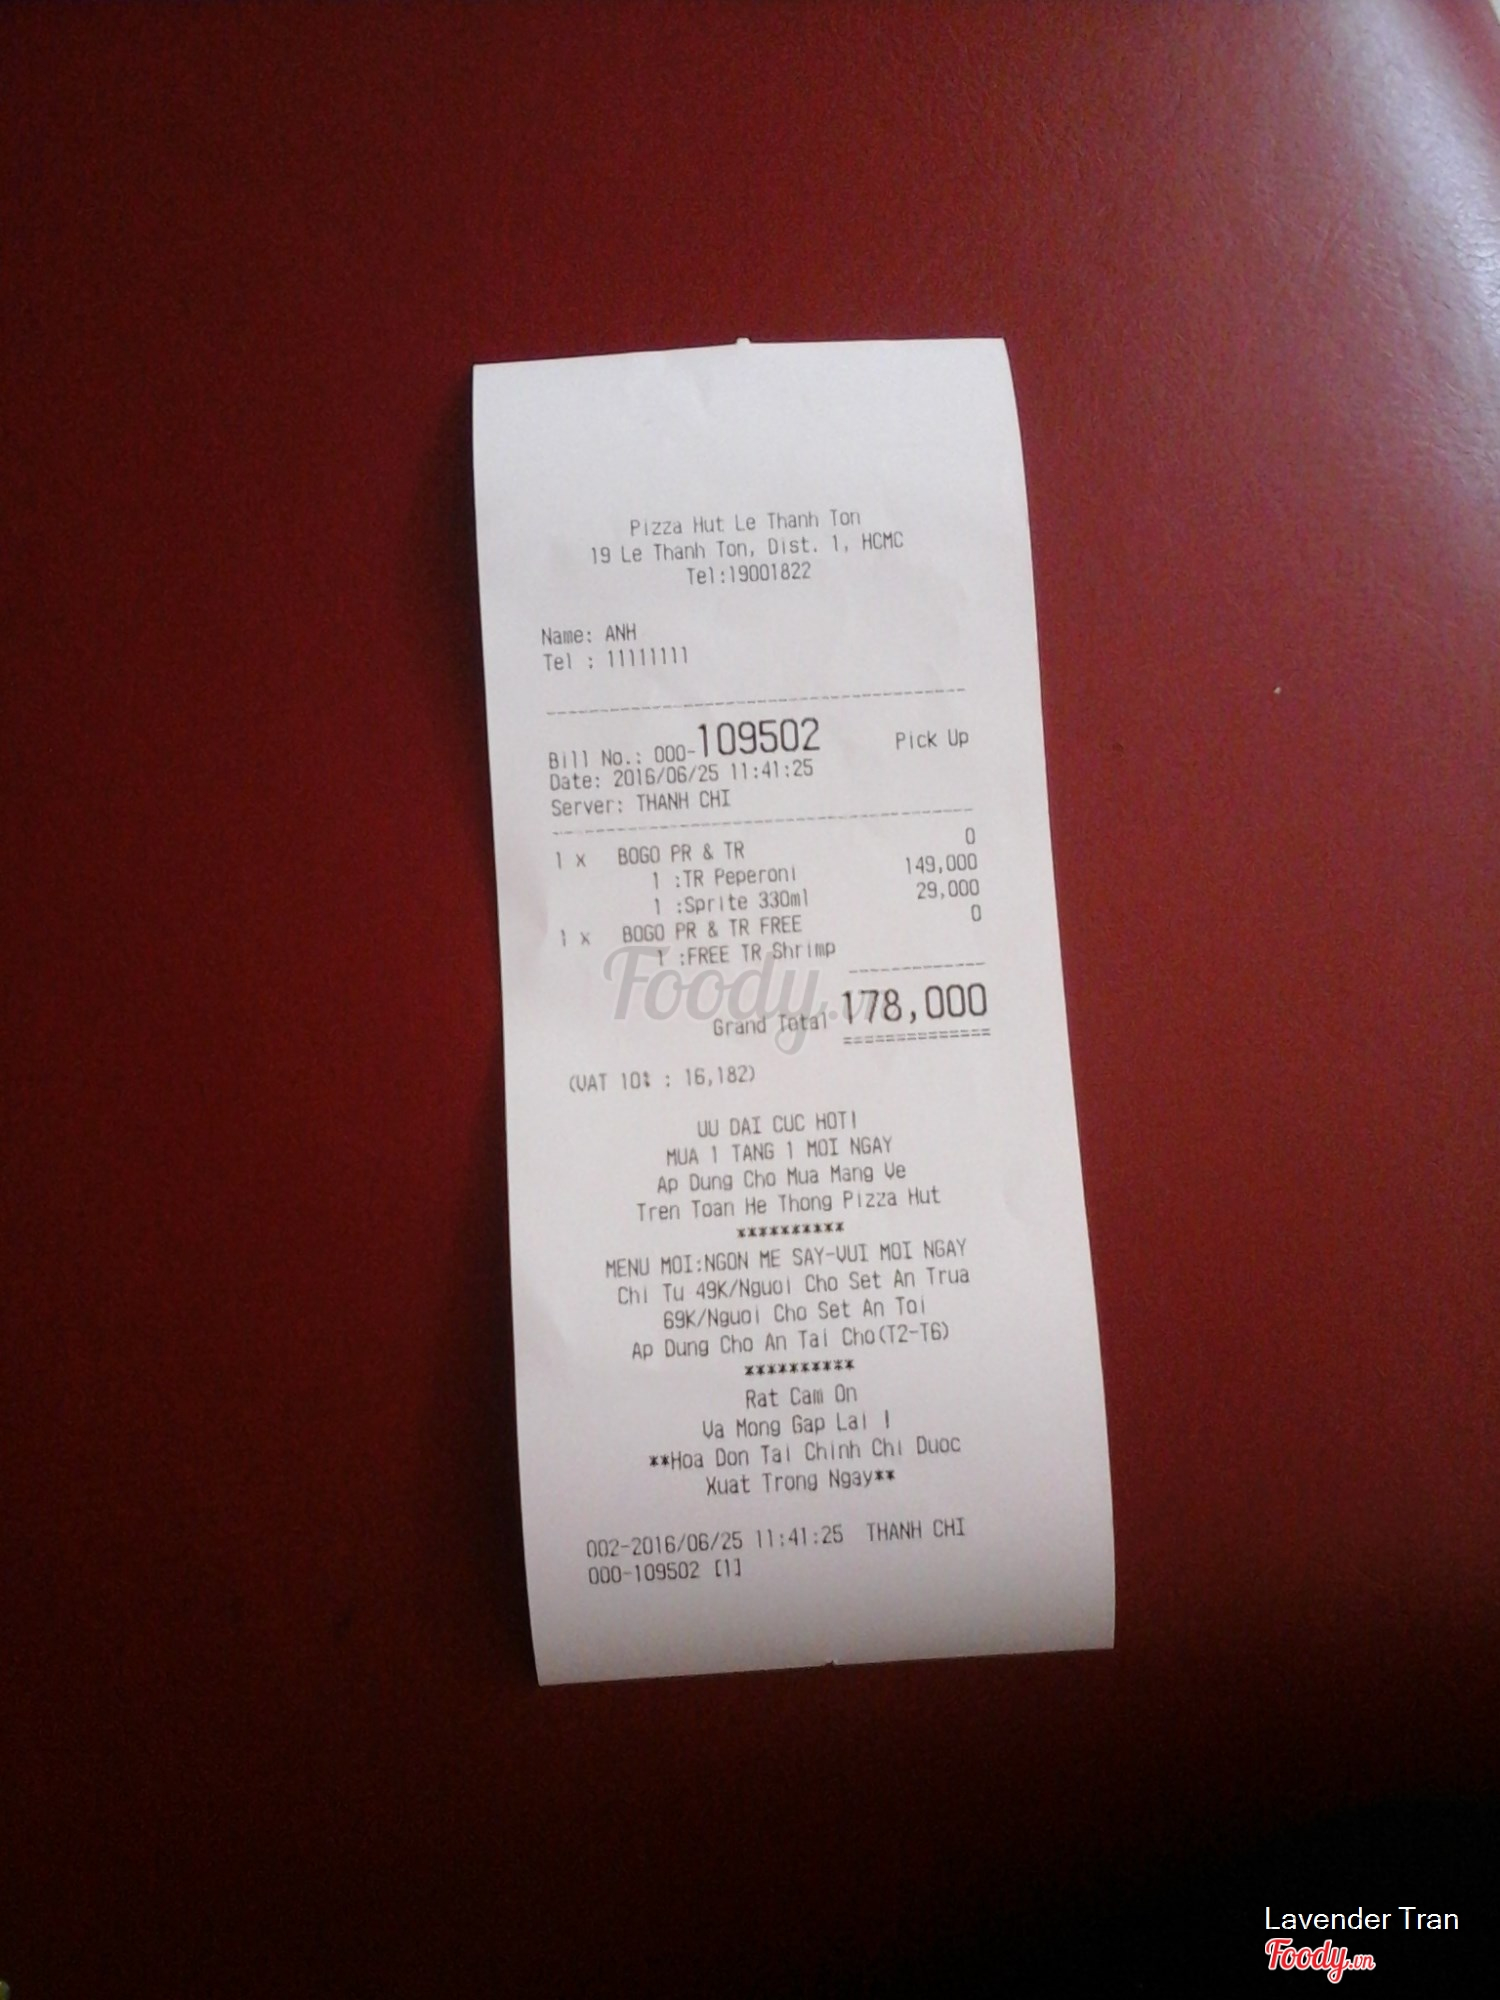 Pizza Hut Le Thanh Ton
19 Le Thanh Ton, Dist. 1, HCMC
Tel:19001822
Name: ANH
Tel : 11111111
Bill No.: 000-109502 Pick Up
Date: 2016/06/25 11:41:25
Server: THANH CHI
1 x BOGO PR & TR 0
1 :TR Peperoni 149,000
1 :Sprite 330ml 29,000
1 x BOGO PR & TR FREE 0
1 :FREE TR Shrimp
Foody.vn
Grand Total 178,000
==============
(VAT 10% : 16,182)
UU DAI CUC HOT!
MUA 1 TANG 1 MOI NGAY
Ap Dung Cho Mua Mang Ve
Tren Toan He Thong Pizza Hut
**********
MENU MOI:NGON ME SAY-VUI MOI NGAY
Chi Tu 49K/Nguoi Cho Set An Trua
69K/Nguoi Cho Set An Toi
Ap Dung Cho An Tai Cho(T2-T6)
**********
Rat Cam On
Va Mong Gap Lai !
**Hoa Don Tai Chinh Chi Duoc
Xuat Trong Ngay**
002-2016/06/25 11:41:25 THANH CHI
000-109502 [1]
Lavender Tran
Foody.vn